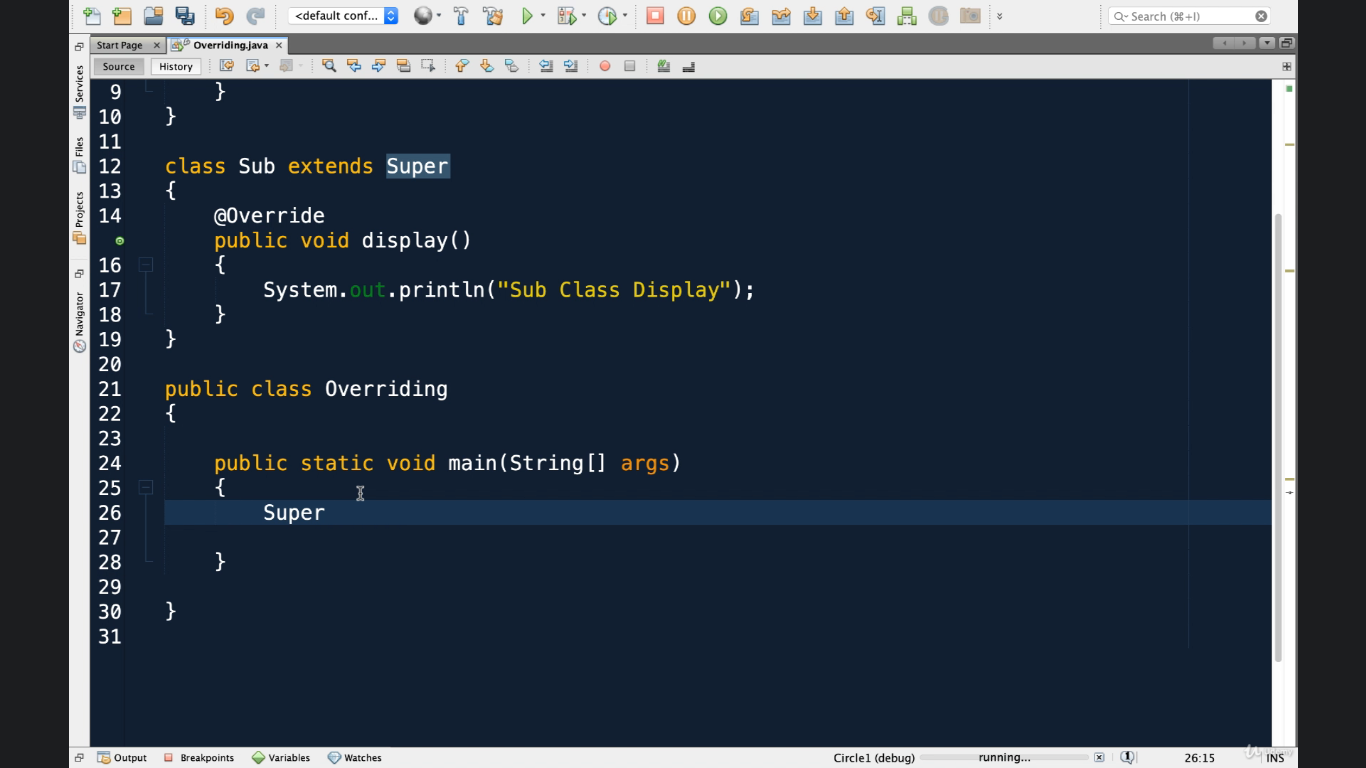 <default conf...
Search (⌘+I)
Start Page
Overriding.java
Source
History
Services
Files
Projects
Navigator
9 }
10 }
11
12 class Sub extends Super
13 {
14 @Override
public void display()
16 {
17 System.out.println("Sub Class Display");
18 }
19 }
20
21 public class Overriding
22 {
23
24 public static void main(String[] args)
25 {
26 Super
27
28 }
29
30 }
31
Output
Breakpoints
Variables
Watches
Circle1 (debug)
running...
1
26:15
INS